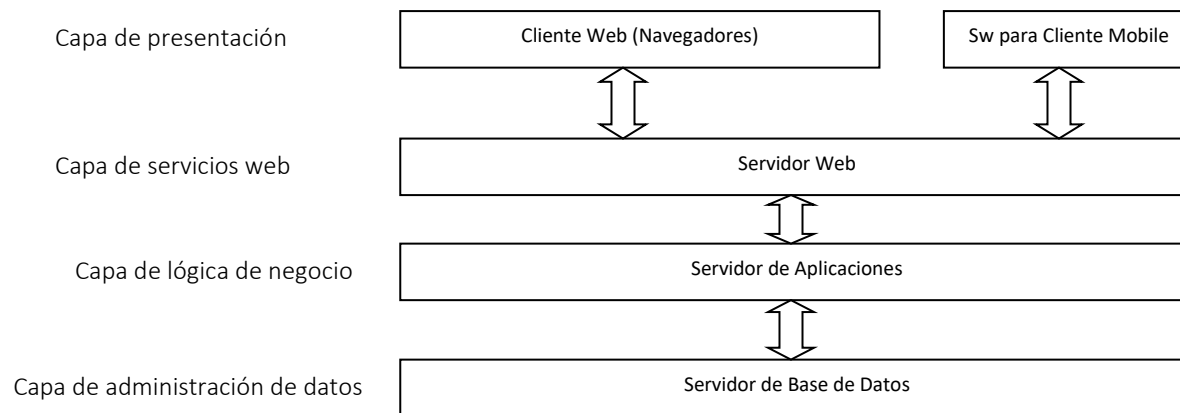 Capa de presentación
Cliente Web (Navegadores)
Sw para Cliente Mobile
Capa de servicios web
Servidor Web
Capa de lógica de negocio
Servidor de Aplicaciones
Capa de administración de datos
Servidor de Base de Datos